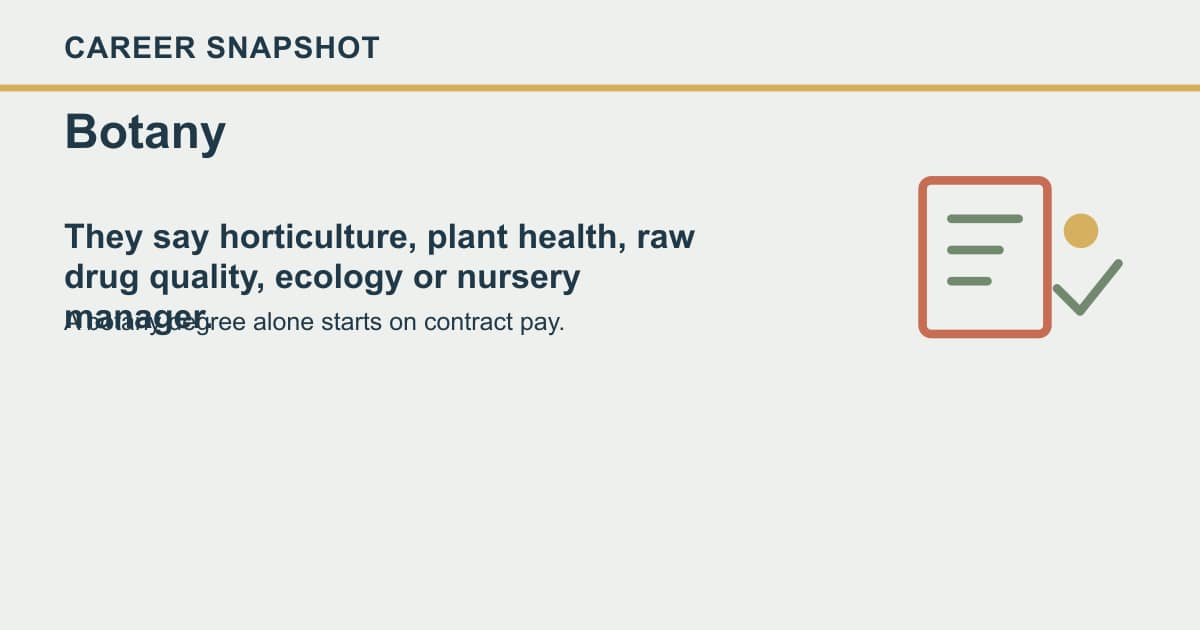 CAREER SNAPSHOT
Botany
They say horticulture, plant health, raw
drug quality, ecology or nursery
manager.
A botany degree alone starts on contract pay.